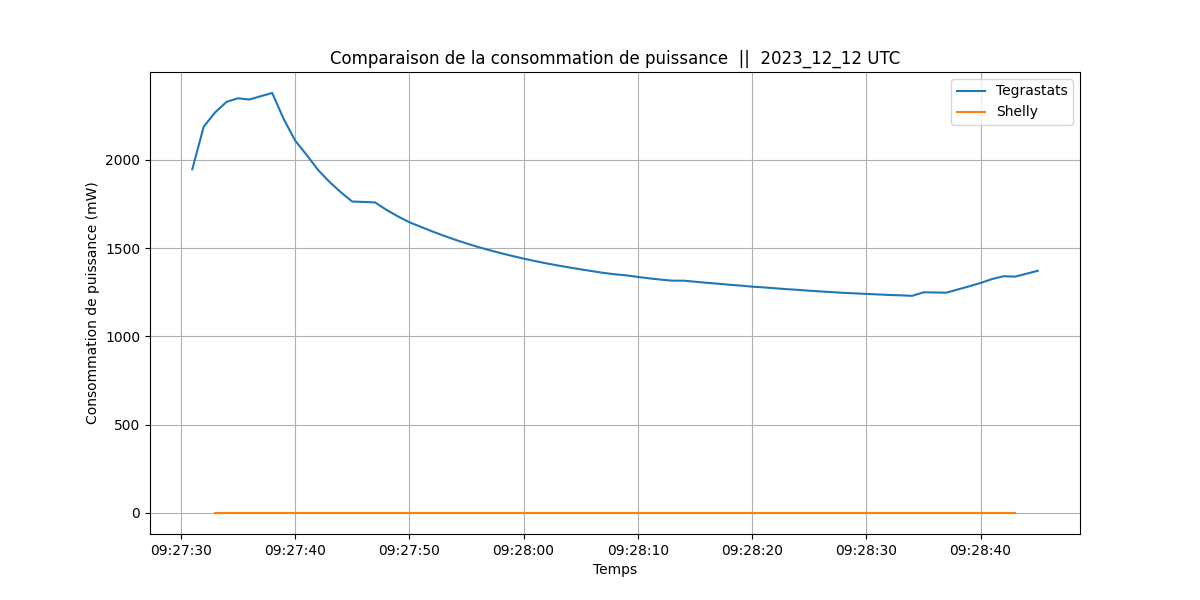 Comparaison de la consommation de puissance || 2023_12_12 UTC
Tegrastats
Shelly
Consommation de puissance (mW)
2000
1500
1000
500
0
09:27:30 09:27:40 09:27:50 09:28:00 09:28:10 09:28:20 09:28:30 09:28:40
Temps